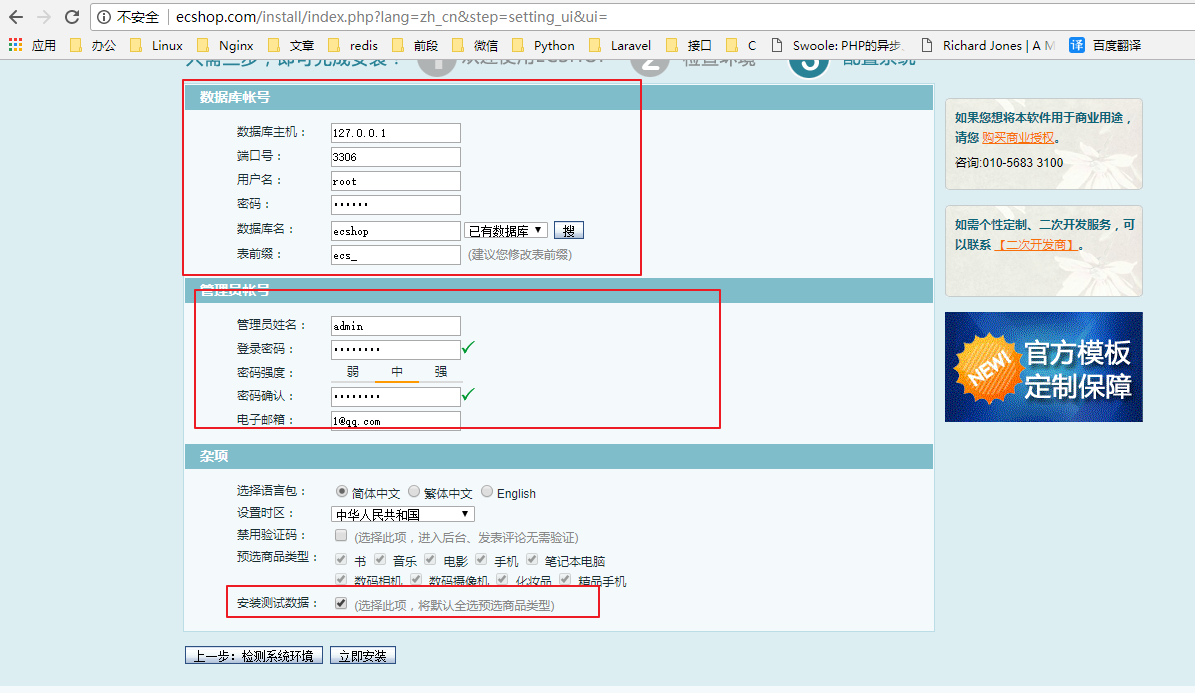 不安全 ecshop.com/install/index.php?lang=zh_cn&step=setting_ui&ui=
应用 办公 Linux Nginx 文章 redis 前段 微信 Python Laravel 接口 C Swoole: PHP的异步 Richard Jones | A M 译 百度翻译
只需三步，即可完成安装！ 1 欢迎使用ECSHOP 2 检查环境 3 配置系统
数据库帐号
数据库主机： 127.0.0.1
端口号： 3306
用户名： root
密码： ••••••
数据库名： ecshop 已有数据库 搜
表前缀： ecs_ (建议您修改表前缀)
管理员帐号
管理员姓名： admin
登录密码： ••••••••
密码强度： 弱 中 强
密码确认： ••••••••
电子邮箱： 1@qq.com
杂项
选择语言包： 简体中文 繁体中文 English
设置时区： 中华人民共和国
禁用验证码： (选择此项，进入后台、发表评论无需验证)
预选商品类型： 书 音乐 电影 手机 笔记本电脑
数码相机 数码摄像机 化妆品 精品手机
安装测试数据： (选择此项，将默认全选预选商品类型)
上一步：检测系统环境 立即安装
如果您想将本软件用于商业用途，
请您 购买商业授权。
咨询:010-5683 3100
如需个性定制、二次开发服务，可
以联系 【二次开发商】。
NEW! 官方模板
定制保障